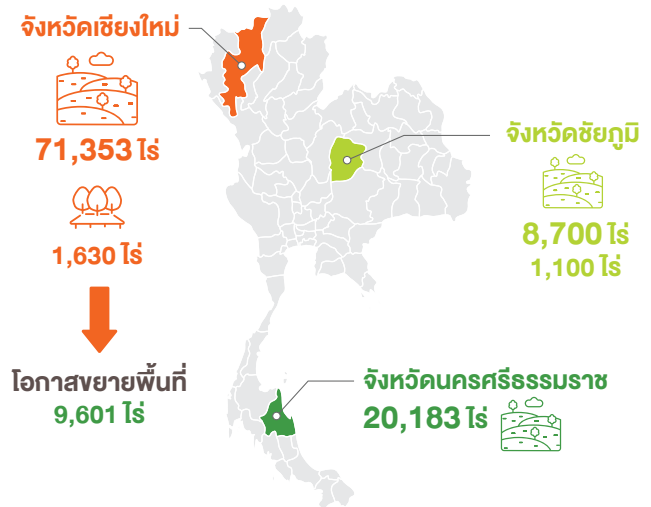 จังหวัดเชียงใหม่
71,353 ไร่
1,630 ไร่
โอกาสขยายพื้นที่
9,601 ไร่
จังหวัดชัยภูมิ
8,700 ไร่
1,100 ไร่
จังหวัดนครศรีธรรมราช
20,183 ไร่